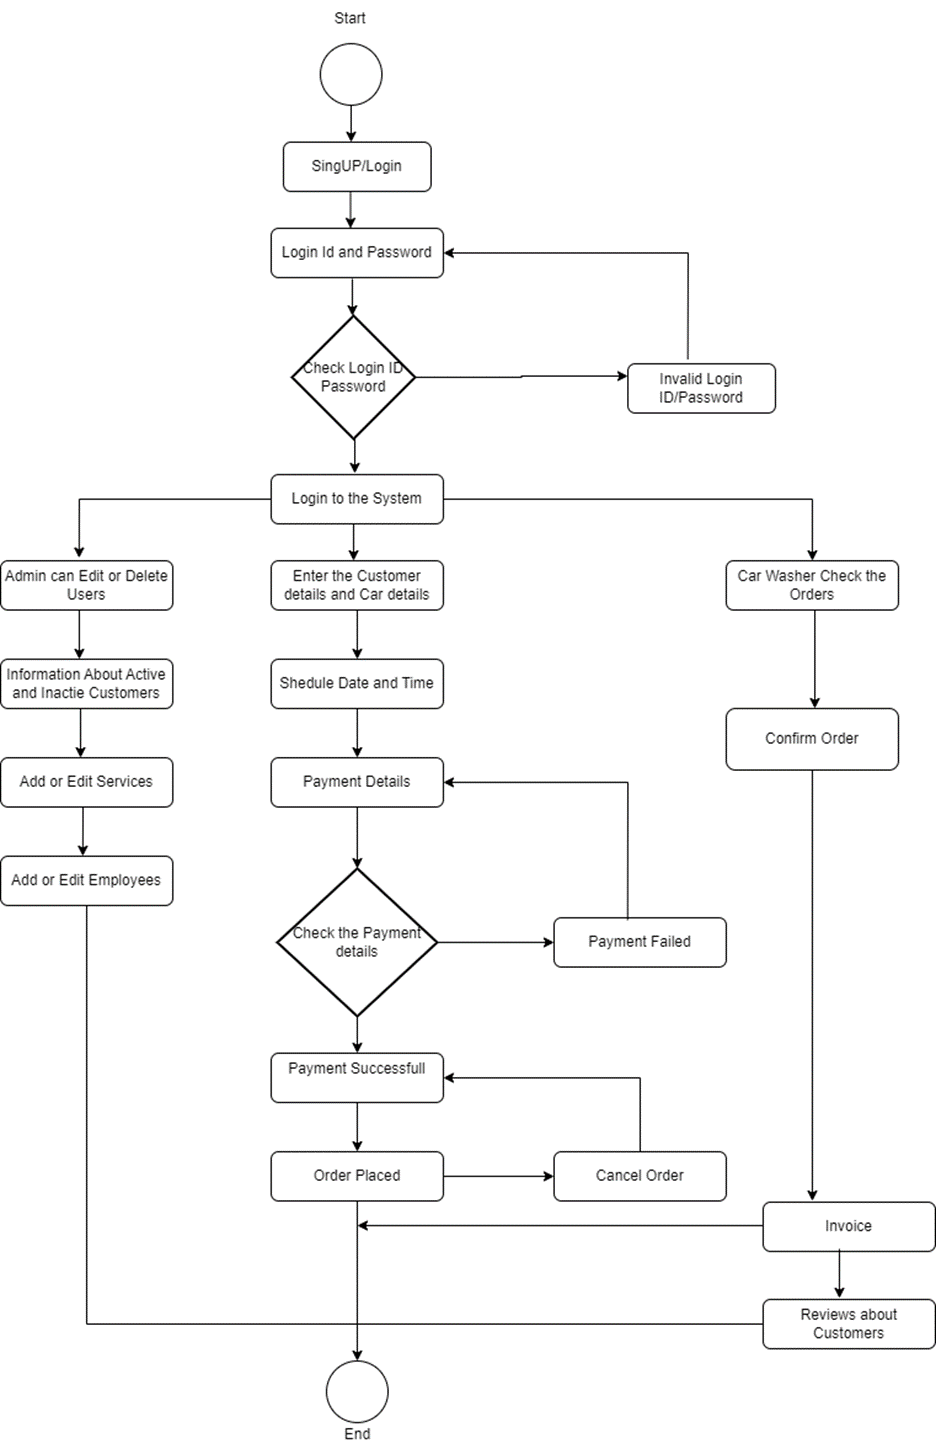 Start
SingUP/Login
Login Id and Password
Check Login ID
Password
Invalid Login
ID/Password
Login to the System
Admin can Edit or Delete
Users
Enter the Customer
details and Car details
Car Washer Check the
Orders
Information About Active
and Inactie Customers
Shedule Date and Time
Confirm Order
Add or Edit Services
Payment Details
Add or Edit Employees
Check the Payment
details
Payment Failed
Payment Successfull
Order Placed
Cancel Order
Invoice
Reviews about
Customers
End